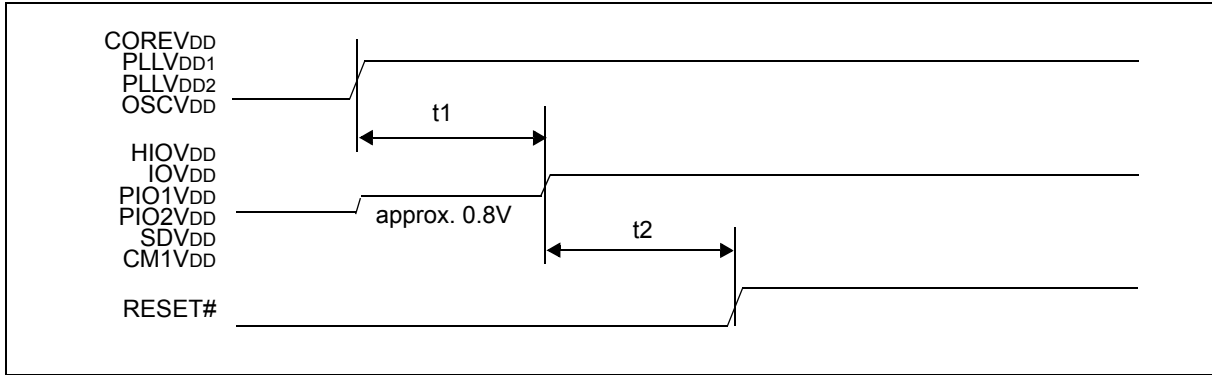 COREVDD
PLLVDD1
PLLVDD2
OSCVDD
t1
HIOVDD
IOVDD
PIO1VDD
PIO2VDD
SDVDD
CM1VDD
approx. 0.8V
t2
RESET#